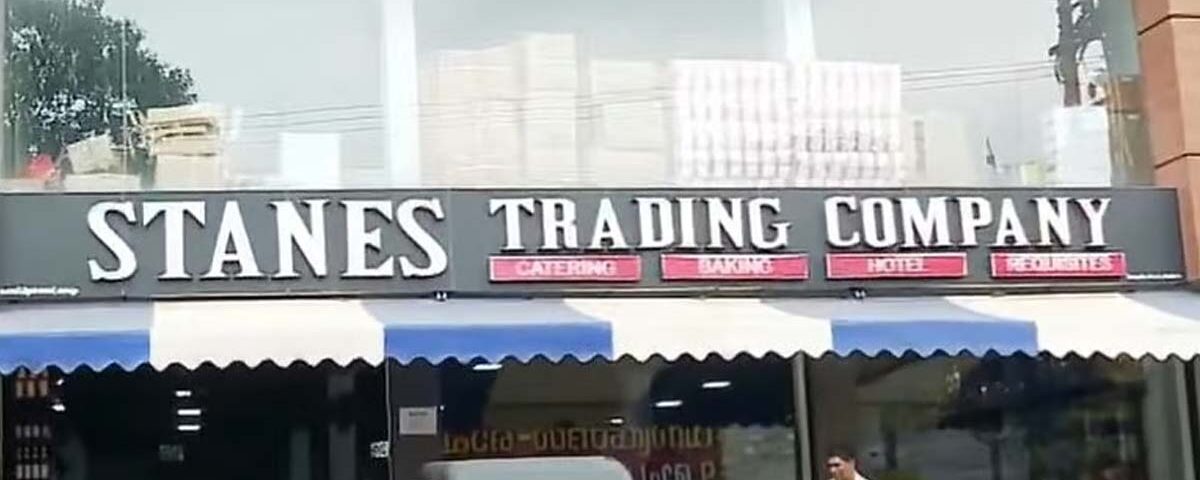 STANES TRADING COMPANY
CATERING BAKING HOTEL REQUISITES